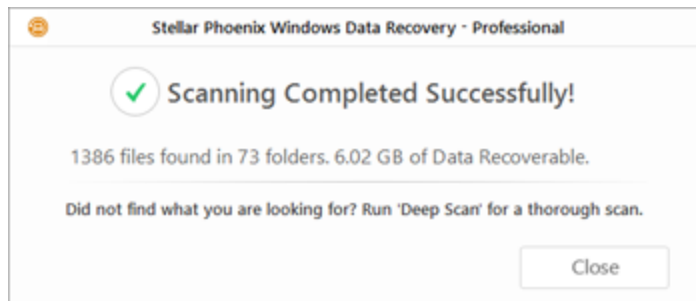 Stellar Phoenix Windows Data Recovery - Professional
Scanning Completed Successfully!
1386 files found in 73 folders. 6.02 GB of Data Recoverable.
Did not find what you are looking for? Run 'Deep Scan' for a thorough scan.
Close